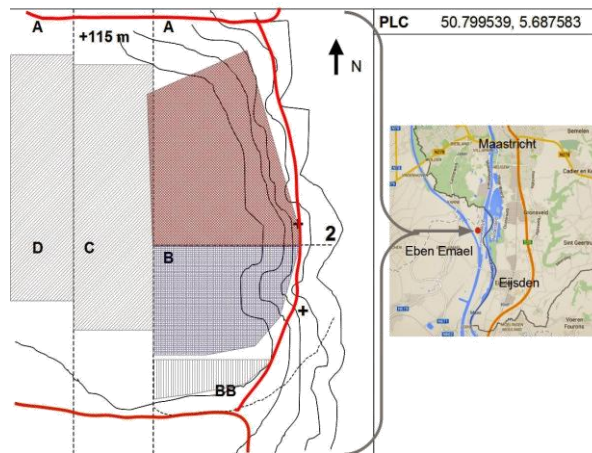 A
A
PLC 50.799539, 5.687583
+115 m
N
Maastricht
D
C
B
2
Eben Emael
Eijsden
BB